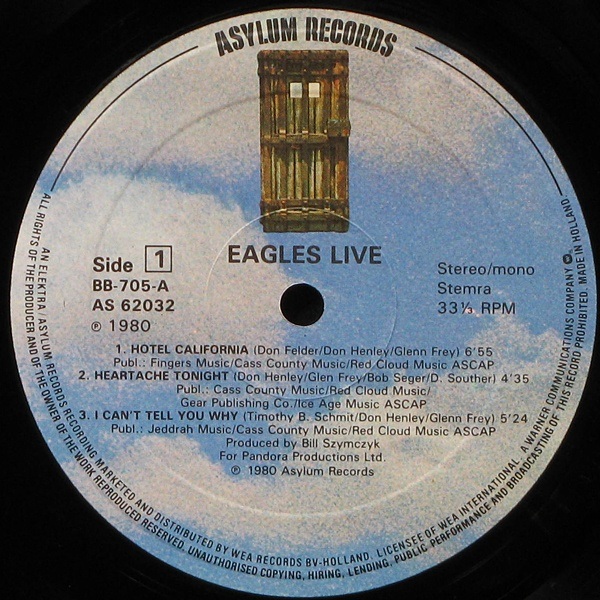 ASYLUM RECORDS
EAGLES LIVE
Side 1
BB-705-A
AS 62032
℗ 1980
Stereo/mono
Stemra
33⅓ RPM
1. HOTEL CALIFORNIA (Don Felder/Don Henley/Glenn Frey) 6'55
Publ.: Fingers Music/Cass County Music/Red Cloud Music ASCAP
2. HEARTACHE TONIGHT (Don Henley/Glen Frey/Bob Seger/D. Souther) 4'35
Publ.: Cass County Music/Red Cloud Music/
Gear Publishing Co./Ice Age Music ASCAP
3. I CAN'T TELL YOU WHY (Timothy B. Schmit/Don Henley/Glenn Frey) 5'24
Publ.: Jeddrah Music/Cass County Music/Red Cloud Music ASCAP
Produced by Bill Szymczyk
For Pandora Productions Ltd.
℗ 1980 Asylum Records
AN ELEKTRA/ASYLUM RECORDS RECORDING MARKETED AND DISTRIBUTED BY WEA RECORDS BV-HOLLAND. LICENSEE OF WEA INTERNATIONAL. A WARNER COMMUNICATIONS COMPANY
ALL RIGHTS OF THE PRODUCER AND OF THE OWNER OF THE WORK REPRODUCED RESERVED. UNAUTHORISED COPYING, HIRING, LENDING, PUBLIC PERFORMANCE AND BROADCASTING OF THIS RECORD PROHIBITED. MADE IN HOLLAND